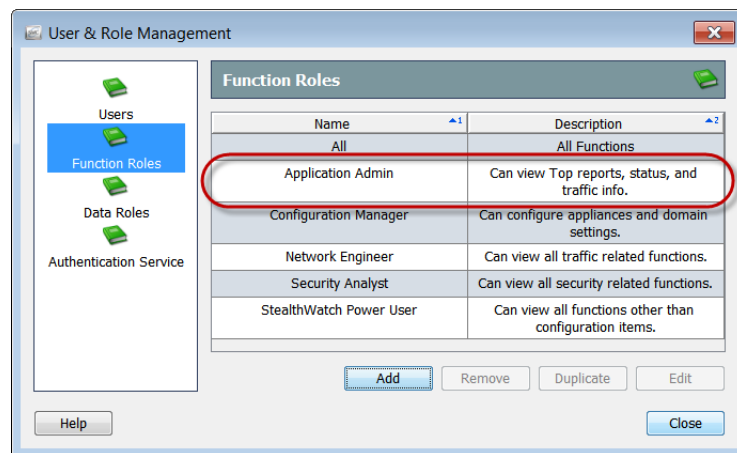 User & Role Management
Users
Function Roles
Data Roles
Authentication Service
Function Roles
Name 1 Description 2
All All Functions
Application Admin Can view Top reports, status, and
traffic info.
Configuration Manager Can configure appliances and domain
settings.
Network Engineer Can view all traffic related functions.
Security Analyst Can view all security related functions.
StealthWatch Power User Can view all functions other than
configuration items.
Add Remove Duplicate Edit
Help Close